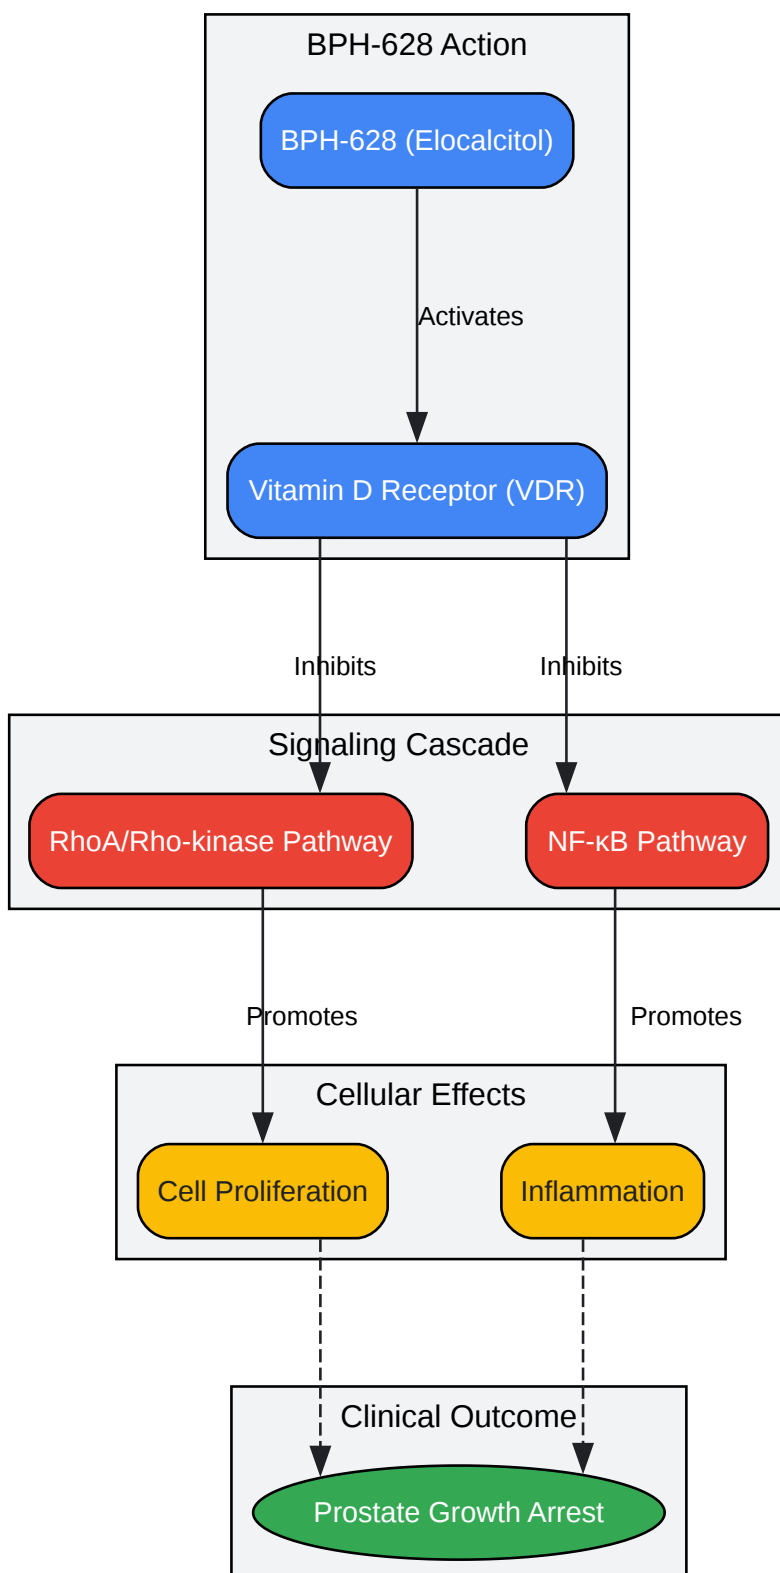 BPH-628 Action
BPH-628 (Elocalcitol)
Activates
Vitamin D Receptor (VDR)
Inhibits
Inhibits
Signaling Cascade
RhoA/Rho-kinase Pathway
NF-κB Pathway
Promotes
Promotes
Cellular Effects
Cell Proliferation
Inflammation
Clinical Outcome
Prostate Growth Arrest